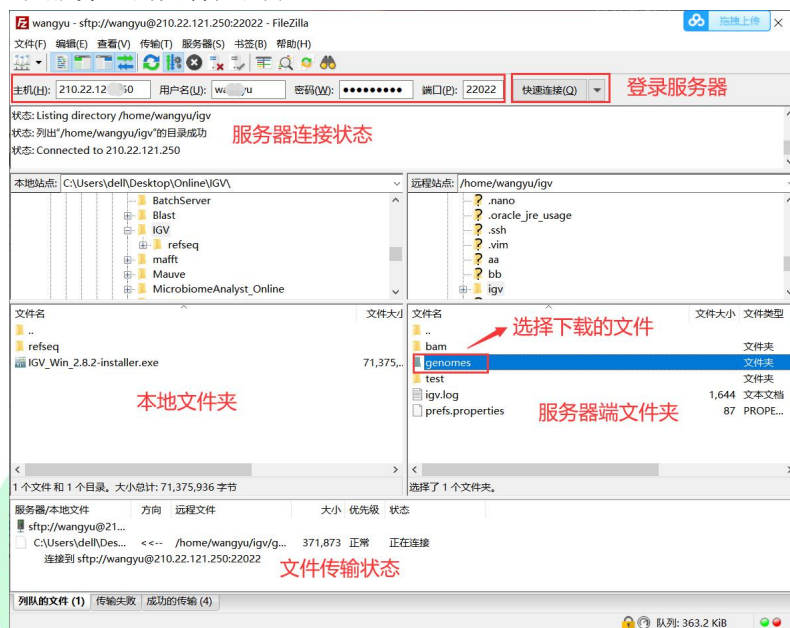 wangyu - sftp://wangyu@210.22.121.250:22022 - FileZilla
拖拽上传
文件(F) 编辑(E) 查看(V) 传输(T) 服务器(S) 书签(B) 帮助(H)
主机(H): 210.22.12 50 用户名(U): wa yu 密码(W): ●●●●●●●●● 端口(P): 22022 快速连接(Q) 登录服务器
状态: Listing directory /home/wangyu/igv
状态: 列出"/home/wangyu/igv"的目录成功
状态: Connected to 210.22.121.250
服务器连接状态
本地站点: C:\Users\dell\Desktop\Online\IGV\
BatchServer
Blast
IGV
refseq
mafft
Mauve
MicrobiomeAnalyst_Online
远程站点: /home/wangyu/igv
.nano
.oracle_jre_usage
.ssh
.vim
aa
bb
igv
文件名 文件大小
..
refseq
IGV_Win_2.8.2-installer.exe 71,375,..
本地文件夹
1 个文件 和 1 个目录。大小总计: 71,375,936 字节
文件名 文件大小 文件类型
..
选择下载的文件
bam 文件夹
genomes 文件夹
test 文件夹
igv.log 1,644 文本文档
prefs.properties 87 PROPE...
服务器端文件夹
选择了 1 个文件夹。
服务器/本地文件 方向 远程文件 大小 优先级 状态
sftp://wangyu@21...
C:\Users\dell\Des... <<-- /home/wangyu/igv/g... 371,873 正常 正在连接
连接到 sftp://wangyu@210.22.121.250:22022
文件传输状态
列队的文件 (1) 传输失败 成功的传输 (4)
队列: 363.2 KiB